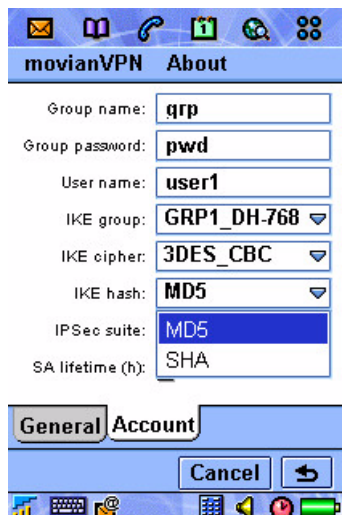 movianVPN About
Group name: grp
Group password: pwd
User name: user1
IKE group: GRP1_DH-768
IKE cipher: 3DES_CBC
IKE hash: MD5
IPSec suite: MD5
SHA
SA lifetime (h):
General Account
Cancel